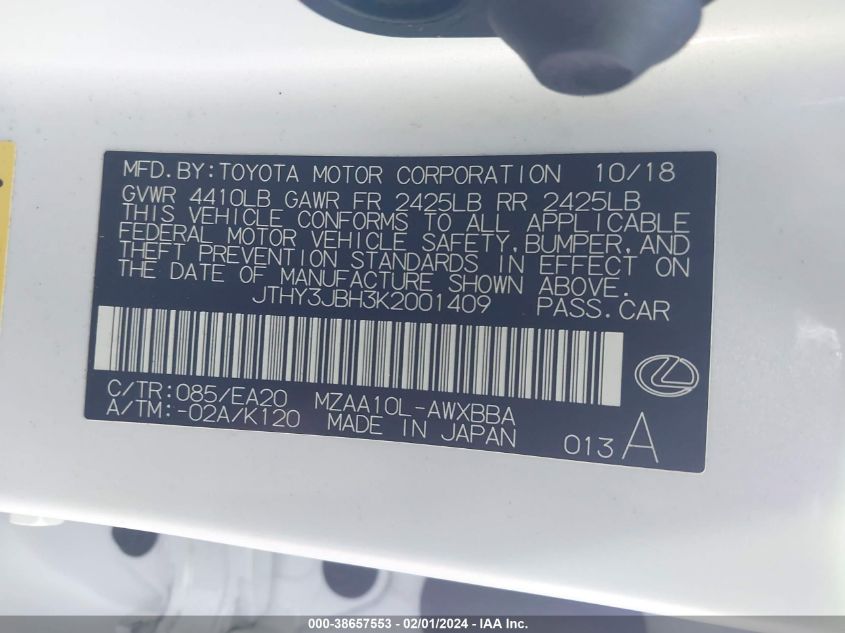 MFD. BY: TOYOTA MOTOR CORPORATION 10/18
GVWR 4410LB GAWR FR 2425LB RR 2425LB
THIS VEHICLE CONFORMS TO ALL APPLICABLE
FEDERAL MOTOR VEHICLE SAFETY, BUMPER, AND
THEFT PREVENTION STANDARDS IN EFFECT ON
THE DATE OF MANUFACTURE SHOWN ABOVE.
JTHY3JBH3K2001409 PASS. CAR
C/TR: 085/EA20 MZAA10L-AWXBBA
A/TM: -02A/K120 MADE IN JAPAN 013 A
000-38657553 - 02/01/2024 - IAA Inc.